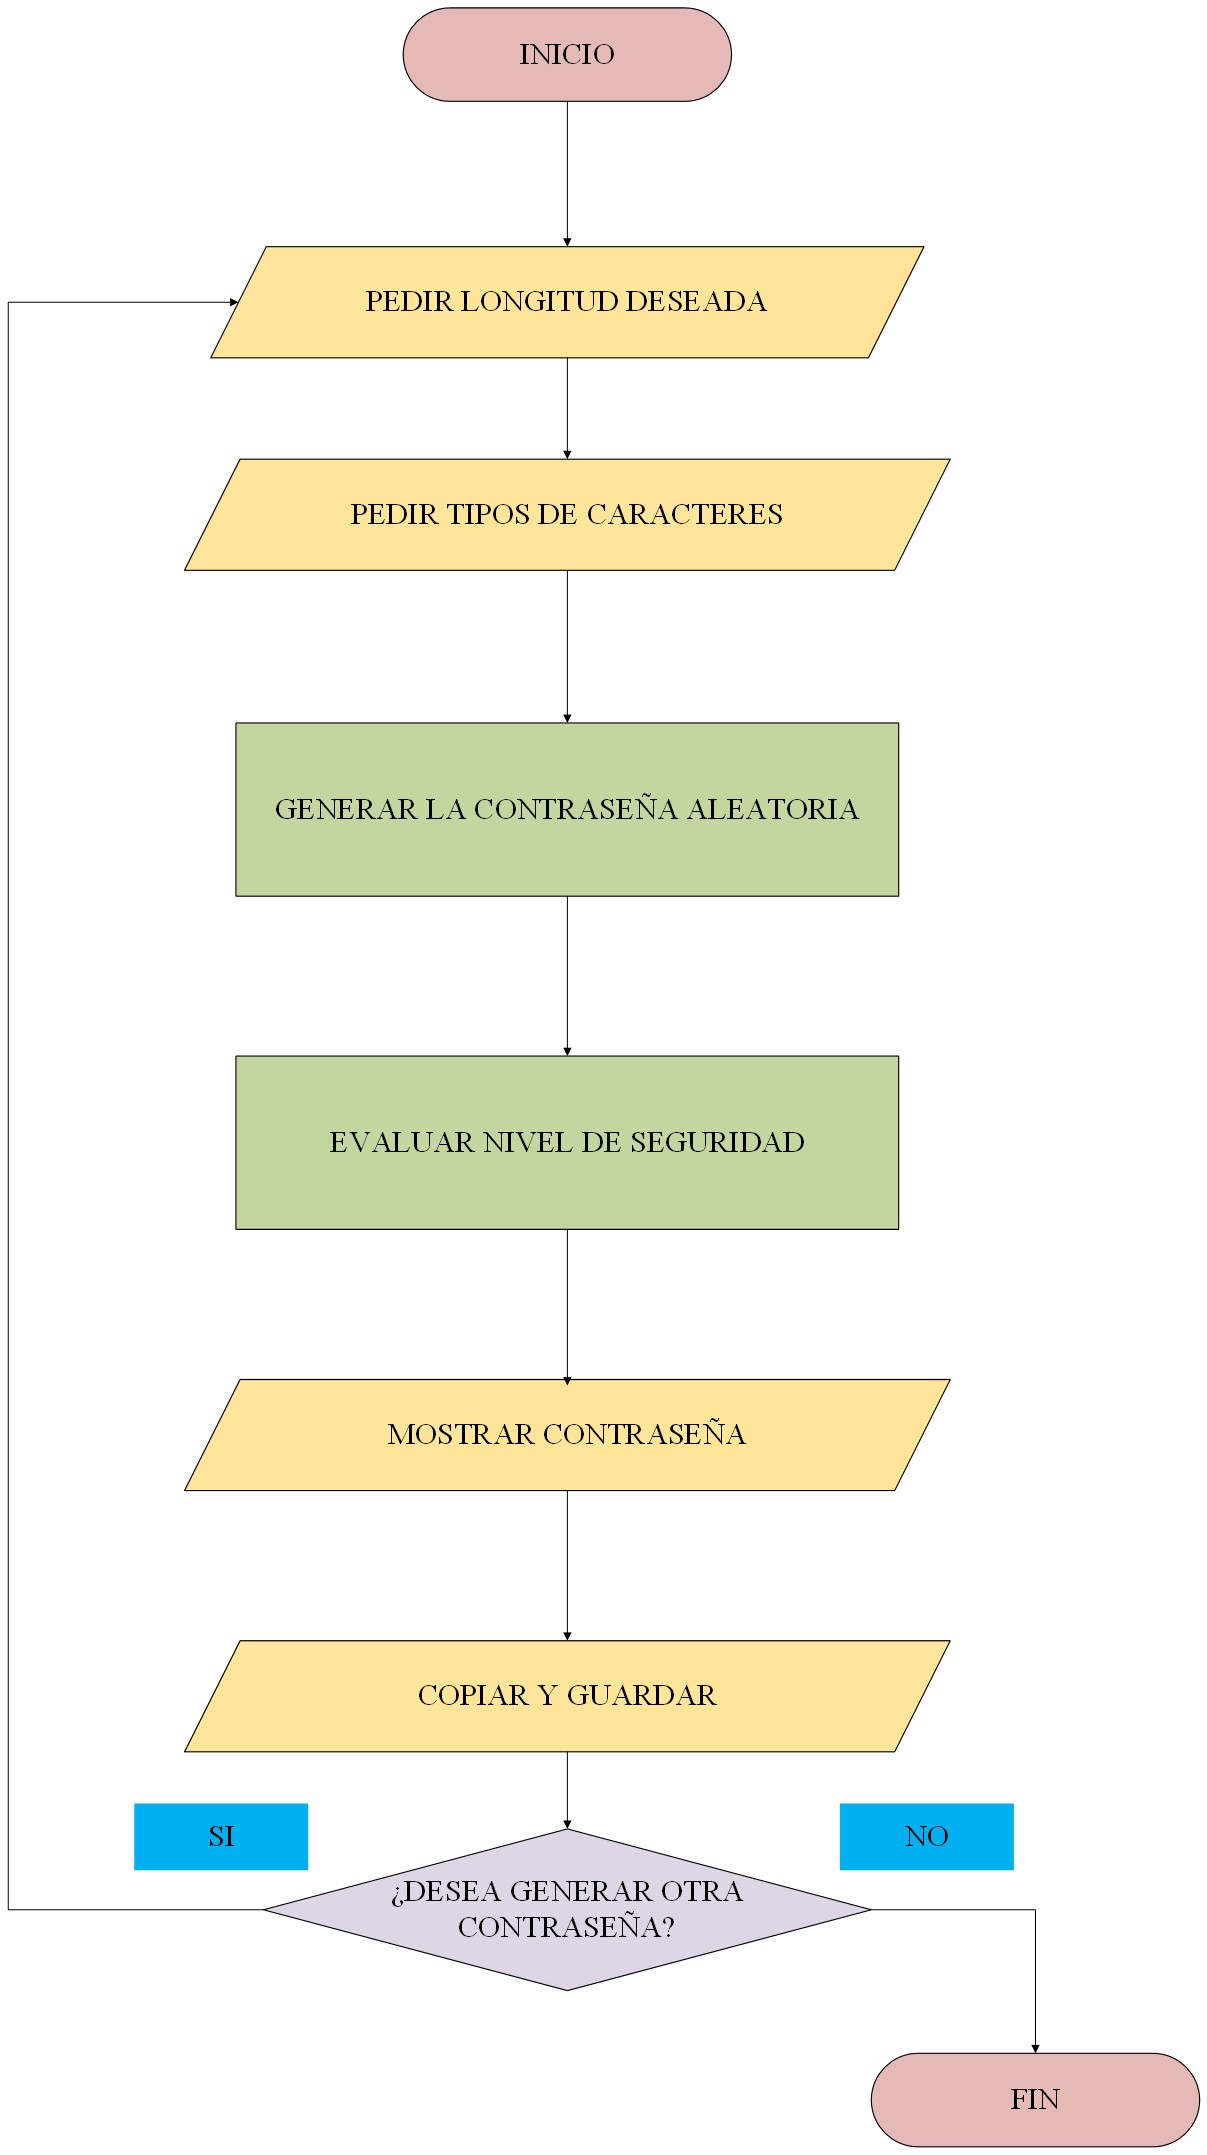 INICIO
PEDIR LONGITUD DESEADA
PEDIR TIPOS DE CARACTERES
GENERAR LA CONTRASEÑA ALEATORIA
EVALUAR NIVEL DE SEGURIDAD
MOSTRAR CONTRASEÑA
COPIAR Y GUARDAR
SI
NO
¿DESEA GENERAR OTRA
CONTRASEÑA?
FIN